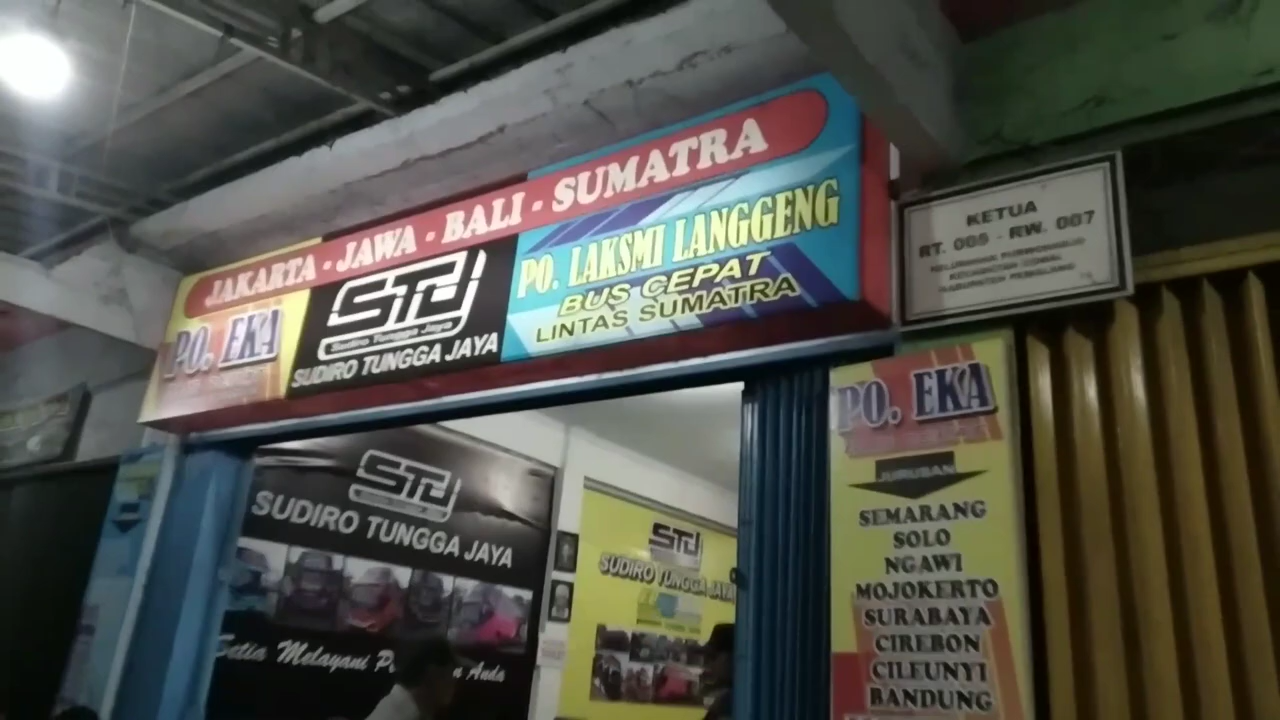 JAKARTA - JAWA - BALI - SUMATRA
PO. EKA
STJ
Sudiro Tungga Jaya
SUDIRO TUNGGA JAYA
PO. LAKSMI LANGGENG
BUS CEPAT
LINTAS SUMATRA
KETUA
RT. 005 - RW. 007
PO. EKA
JURUSAN
SEMARANG
SOLO
NGAWI
MOJOKERTO
SURABAYA
CIREBON
CILEUNYI
BANDUNG
STJ
SUDIRO TUNGGA JAYA
Setia Melayani
Anda
STJ
SUDIRO TUNGGA JAYA